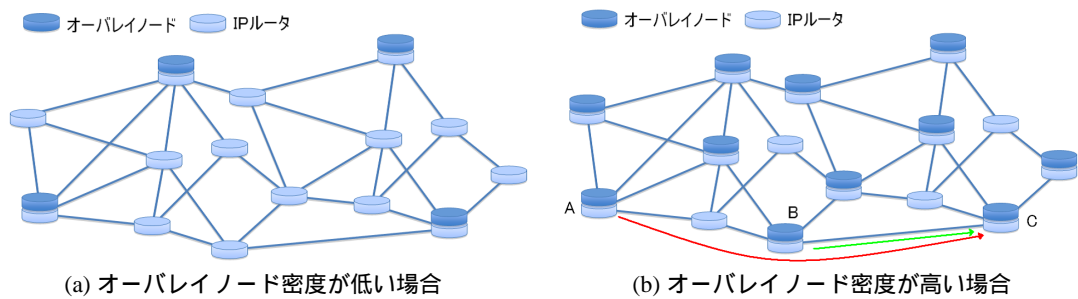 オーバレイノード IPルータ
オーバレイノード IPルータ
A
B
C
(a) オーバレイノード密度が低い場合
(b) オーバレイノード密度が高い場合